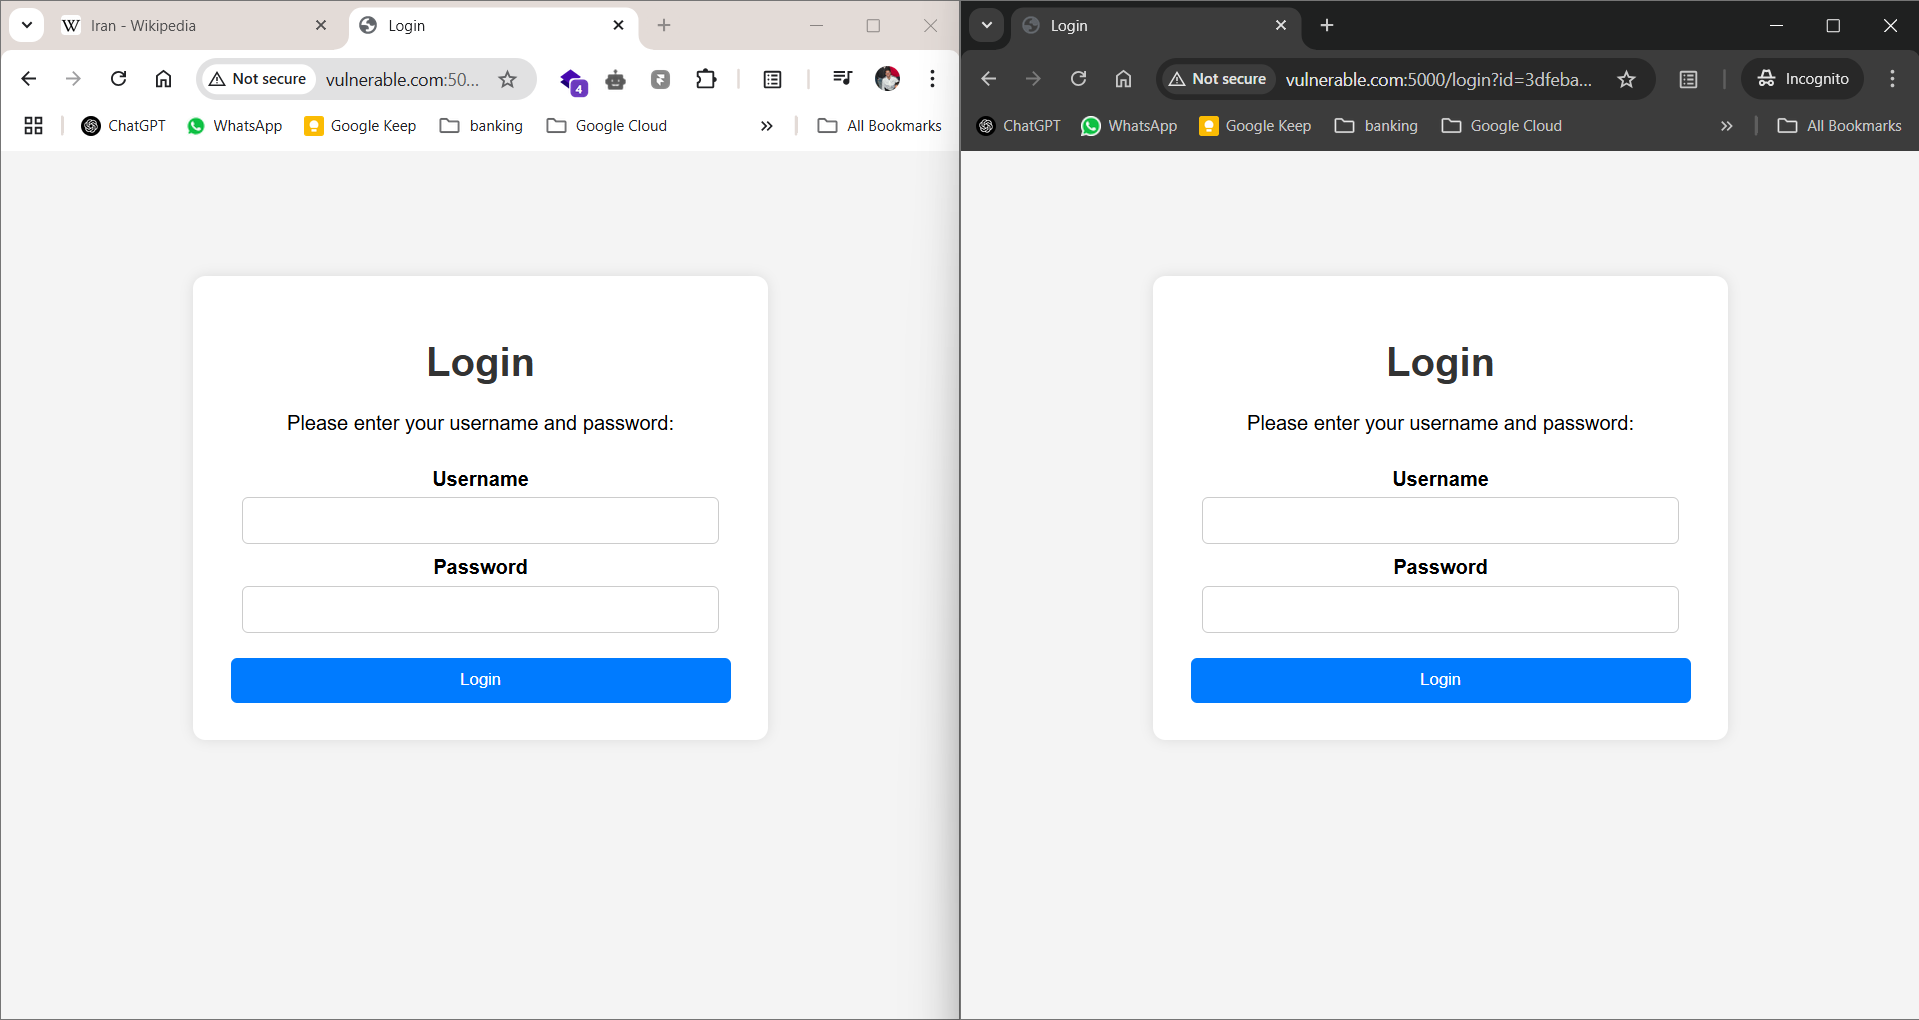 Iran - Wikipedia
Login
Not secure
vulnerable.com:50...
4
ChatGPT
WhatsApp
Google Keep
banking
Google Cloud
All Bookmarks
Login
Please enter your username and password:
Username
Password
Login
Login
Not secure
vulnerable.com:5000/login?id=3dfeba...
Incognito
ChatGPT
WhatsApp
Google Keep
banking
Google Cloud
All Bookmarks
Login
Please enter your username and password:
Username
Password
Login